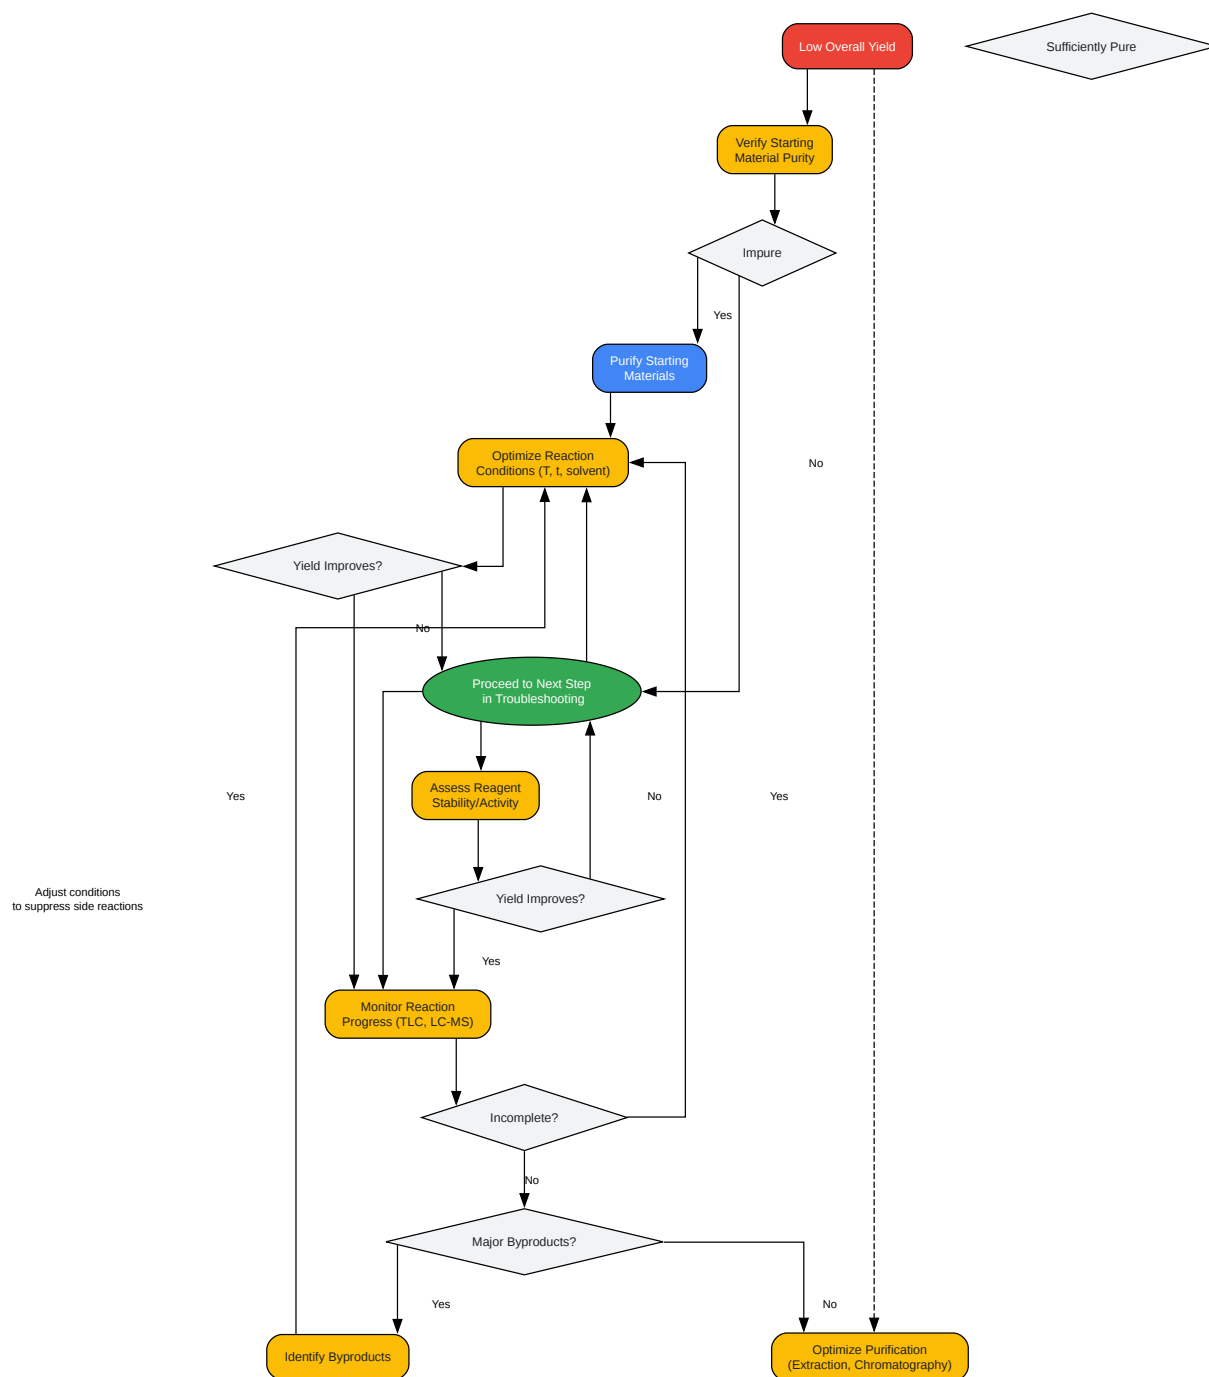 Low Overall Yield
Sufficiently Pure
Verify Starting
Material Purity
Impure
Yes
Purify Starting
Materials
Optimize Reaction
Conditions (T, t, solvent)
No
Yield Improves?
No
Proceed to Next Step
in Troubleshooting
Assess Reagent
Stability/Activity
Yes
No
Yes
Adjust conditions
to suppress side reactions
Yield Improves?
Yes
Monitor Reaction
Progress (TLC, LC-MS)
Incomplete?
No
Major Byproducts?
Yes
No
Identify Byproducts
Optimize Purification
(Extraction, Chromatography)